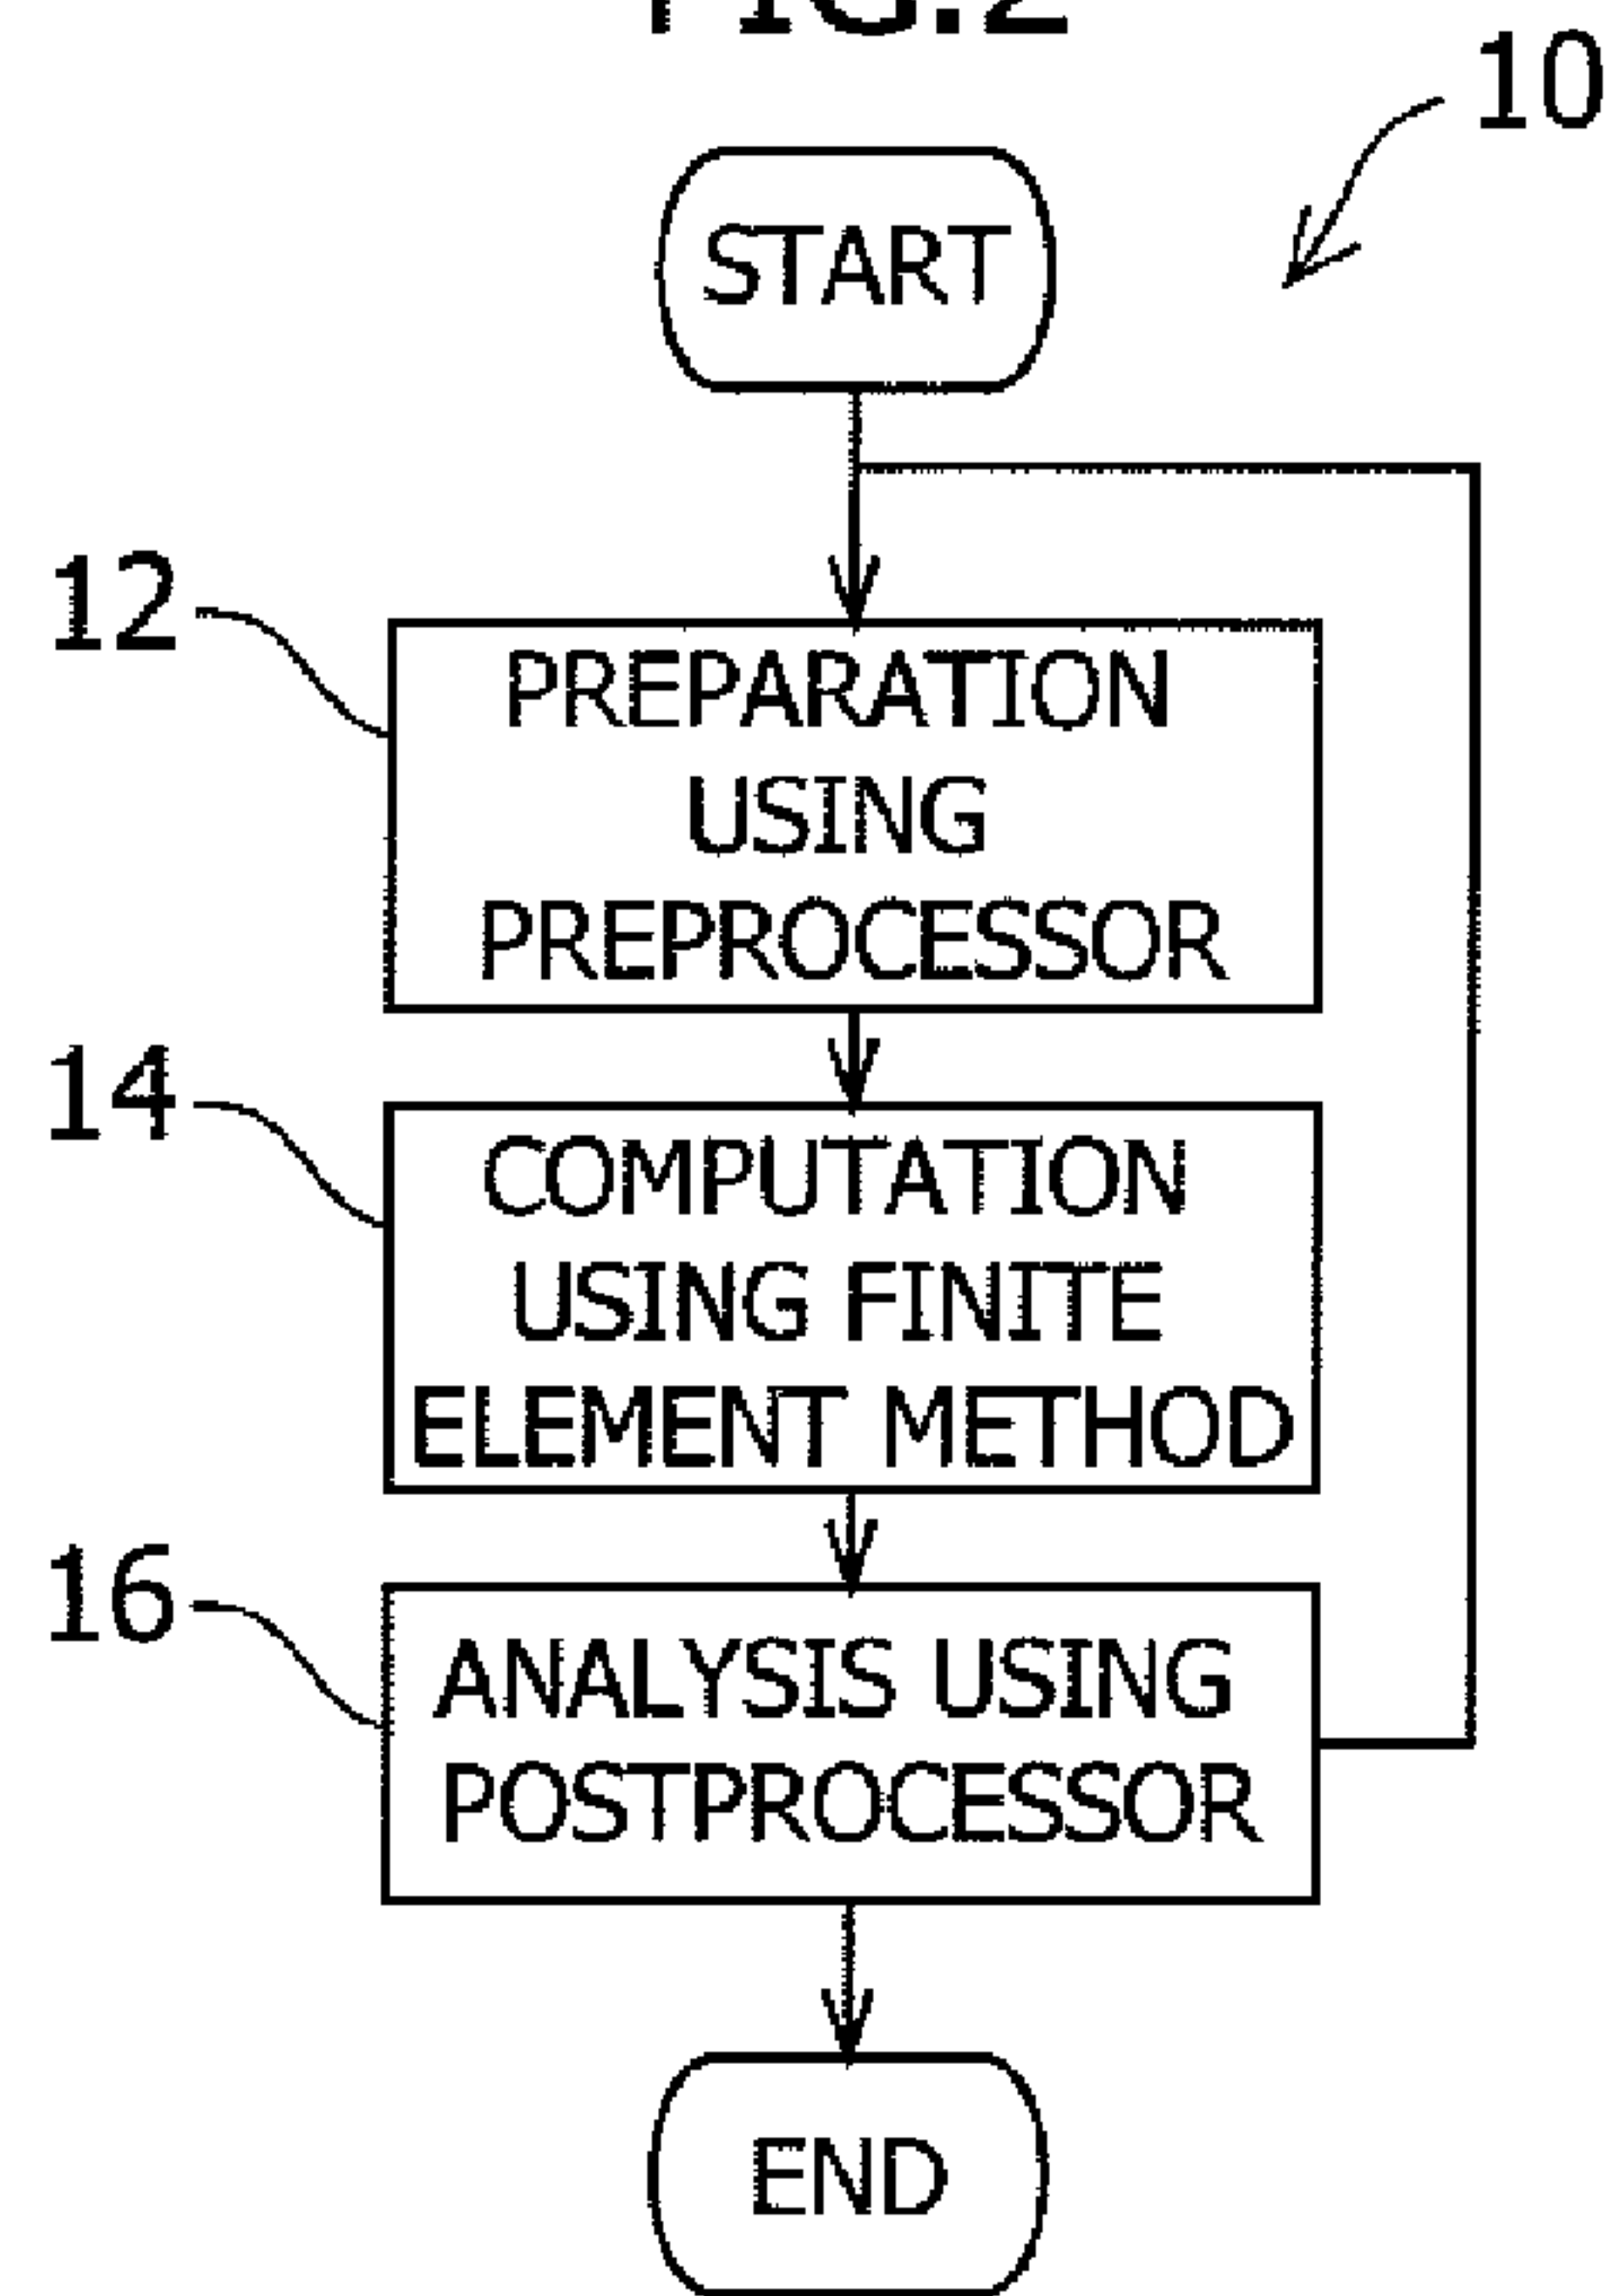 FIG.2
10
START
12
PREPARATION
USING
PREPROCESSOR
14
COMPUTATION
USING FINITE
ELEMENT METHOD
16
ANALYSIS USING
POSTPROCESSOR
END